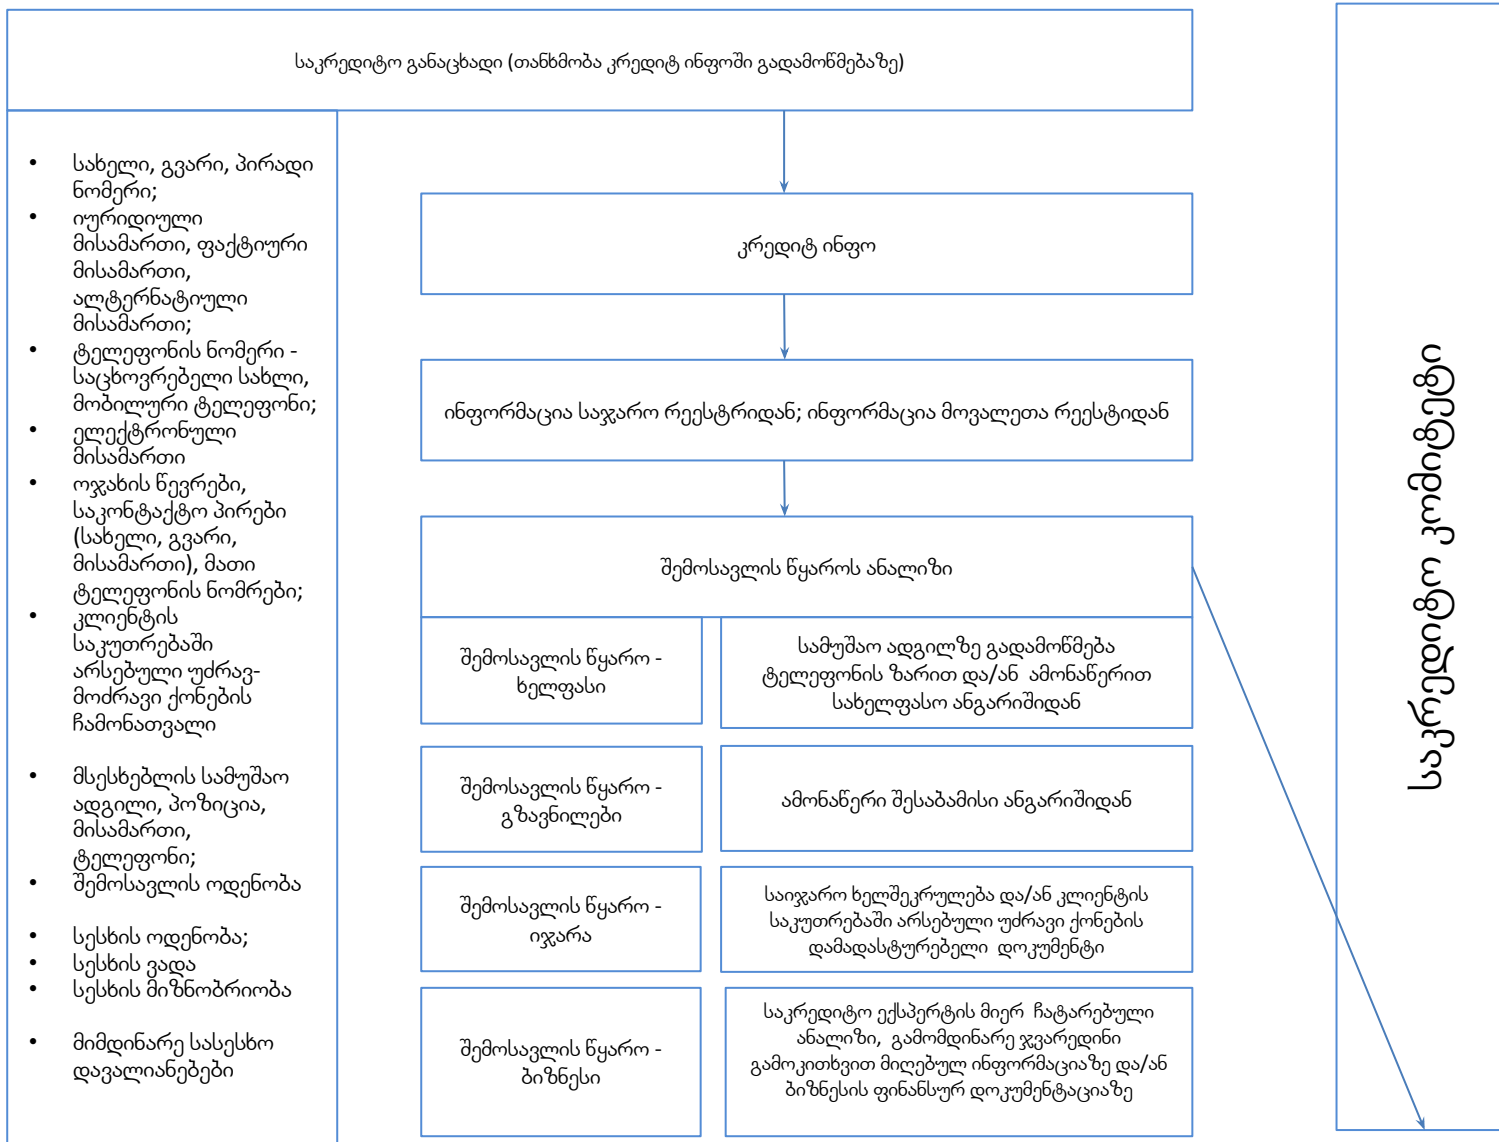 საკრედიტო განაცხადი (თანხმობა კრედიტ ინფოში გადამოწმებაზე)
• სახელი, გვარი, პირადი
ნომერი;
• იურიდიული
მისამართი, ფაქტიური
მისამართი,
ალტერნატიული
მისამართი;
• ტელეფონის ნომერი -
საცხოვრებელი სახლი,
მობილური ტელეფონი;
• ელექტრონული
მისამართი
• ოჯახის წევრები,
საკონტაქტო პირები
(სახელი, გვარი,
მისამართი), მათი
ტელეფონის ნომრები;
• კლიენტის
საკუთრებაში
არსებული უძრავ-
მოძრავი ქონების
ჩამონათვალი
• მსესხებლის სამუშაო
ადგილი, პოზიცია,
მისამართი,
ტელეფონი;
• შემოსავლის ოდენობა
• სესხის ოდენობა;
• სესხის ვადა
• სესხის მიზნობრიობა
• მიმდინარე სასესხო
დავალიანებები
კრედიტ ინფო
ინფორმაცია საჯარო რეესტრიდან; ინფორმაცია მოვალეთა რეესტიდან
შემოსავლის წყაროს ანალიზი
შემოსავლის წყარო -
ხელფასი
სამუშაო ადგილზე გადამოწმება
ტელეფონის ზარით და/ან ამონაწერით
სახელფასო ანგარიშიდან
შემოსავლის წყარო -
გზავნილები
ამონაწერი შესაბამისი ანგარიშიდან
შემოსავლის წყარო -
იჯარა
საიჯარო ხელშეკრულება და/ან კლიენტის
საკუთრებაში არსებული უძრავი ქონების
დამადასტურებელი დოკუმენტი
შემოსავლის წყარო -
ბიზნესი
საკრედიტო ექსპერტის მიერ ჩატარებული
ანალიზი, გამომდინარე ჯვარედინი
გამოკითხვით მიღებულ ინფორმაციაზე და/ან
ბიზნესის ფინანსურ დოკუმენტაციაზე
საკრედიტო კომიტეტი